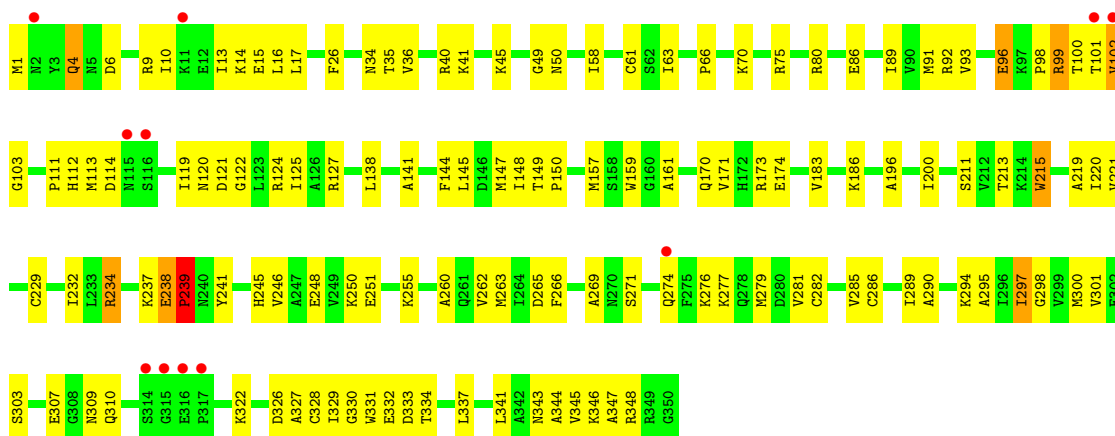 M1 N2 Y3 Q4 N5 D6 R9 I10 K11 E12 I13 K14 E15 L16 L17 F26 N34 T35 V36 R40 K41 K45 G49 N50 I58 C61 S62 I63 P66 K70 R75 R80 E86 I89 V90 M91 R92 V93 E96 K97 P98 R99 T100 T101 V102
G103 P111 H112 M113 D114 N115 S116 I119 N120 D121 G122 L123 R124 I125 A126 R127 L138 A141 F144 L145 D146 M147 I148 T149 P150 M157 S158 W159 G160 A161 Q170 V171 H172 R173 E174 V183 K186 A196 I200 S211 V212 T213 K214 W215 A219 I220 V221
C229 I232 L233 R234 K237 E238 P239 N240 Y241 H245 V246 A247 E248 V249 K250 E251 K255 A260 Q261 V262 M263 I264 D265 F266 A269 N270 S271 Q274 F275 K276 K277 Q278 M279 D280 V281 C282 V285 C286 I289 A290 K294 A295 I296 I297 G298 V299 M300 V301 E302
S303 E307 G308 N309 Q310 S314 G315 E316 P317 K322 D326 A327 C328 I329 G330 W331 E332 D333 T334 L337 L341 A342 N343 A344 V345 K346 A347 R348 R349 G350